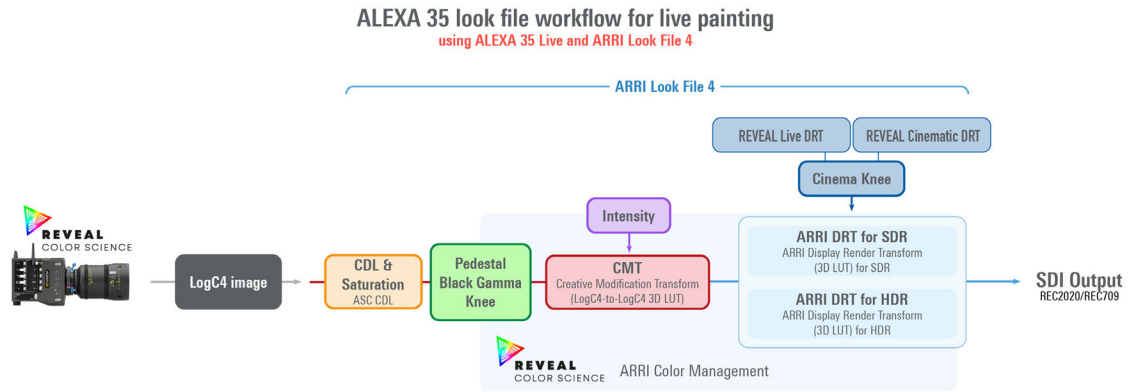 ALEXA 35 look file workflow for live painting
using ALEXA 35 Live and ARRI Look File 4
ARRI Look File 4
REVEAL Live DRT
REVEAL Cinematic DRT
Cinema Knee
REVEAL
COLOR SCIENCE
Intensity
LogC4 image
CDL &
Saturation
ASC CDL
Pedestal
Black Gamma
Knee
CMT
Creative Modification Transform
(LogC4-to-LogC4 3D LUT)
ARRI DRT for SDR
ARRI Display Render Transform
(3D LUT) for SDR
ARRI DRT for HDR
ARRI Display Render Transform
(3D LUT) for HDR
SDI Output
REC2020/REC709
REVEAL
COLOR SCIENCE
ARRI Color Management